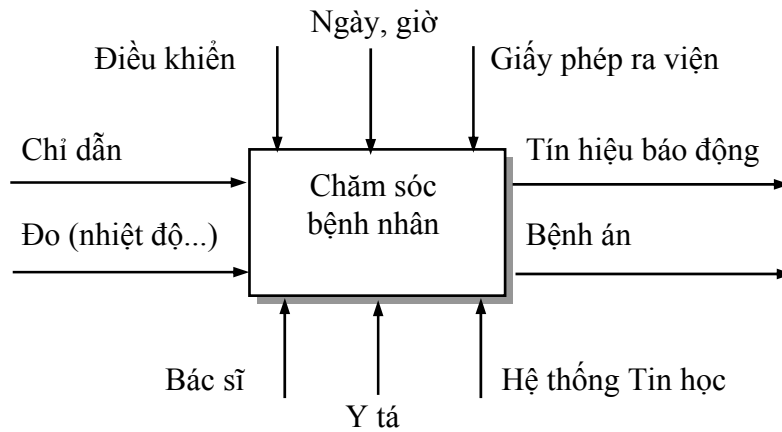 Ngày, giờ
Điều khiển
Giấy phép ra viện
Chỉ dẫn
Tín hiệu báo động
Chăm sóc
bệnh nhân
Đo (nhiệt độ...)
Bệnh án
Bác sĩ
Hệ thống Tin học
Y tá